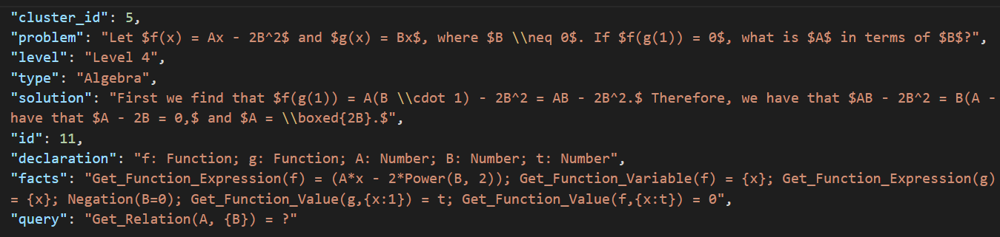 "cluster_id": 5,
"problem": "Let $f(x) = Ax - 2B^2$ and $g(x) = Bx$, where $B \\neq 0$. If $f(g(1)) = 0$, what is $A$ in terms of $B$?",
"level": "Level 4",
"type": "Algebra",
"solution": "First we find that $f(g(1)) = A(B \\cdot 1) - 2B^2 = AB - 2B^2.$ Therefore, we have that $AB - 2B^2 = B(A -
have that $A - 2B = 0,$ and $A = \\boxed{2B}.$",
"id": 11,
"declaration": "f: Function; g: Function; A: Number; B: Number; t: Number",
"facts": "Get_Function_Expression(f) = (A*x - 2*Power(B, 2)); Get_Function_Variable(f) = {x}; Get_Function_Expression(g)
= {x}; Negation(B=0); Get_Function_Value(g,{x:1}) = t; Get_Function_Value(f,{x:t}) = 0",
"query": "Get_Relation(A, {B}) = ?"